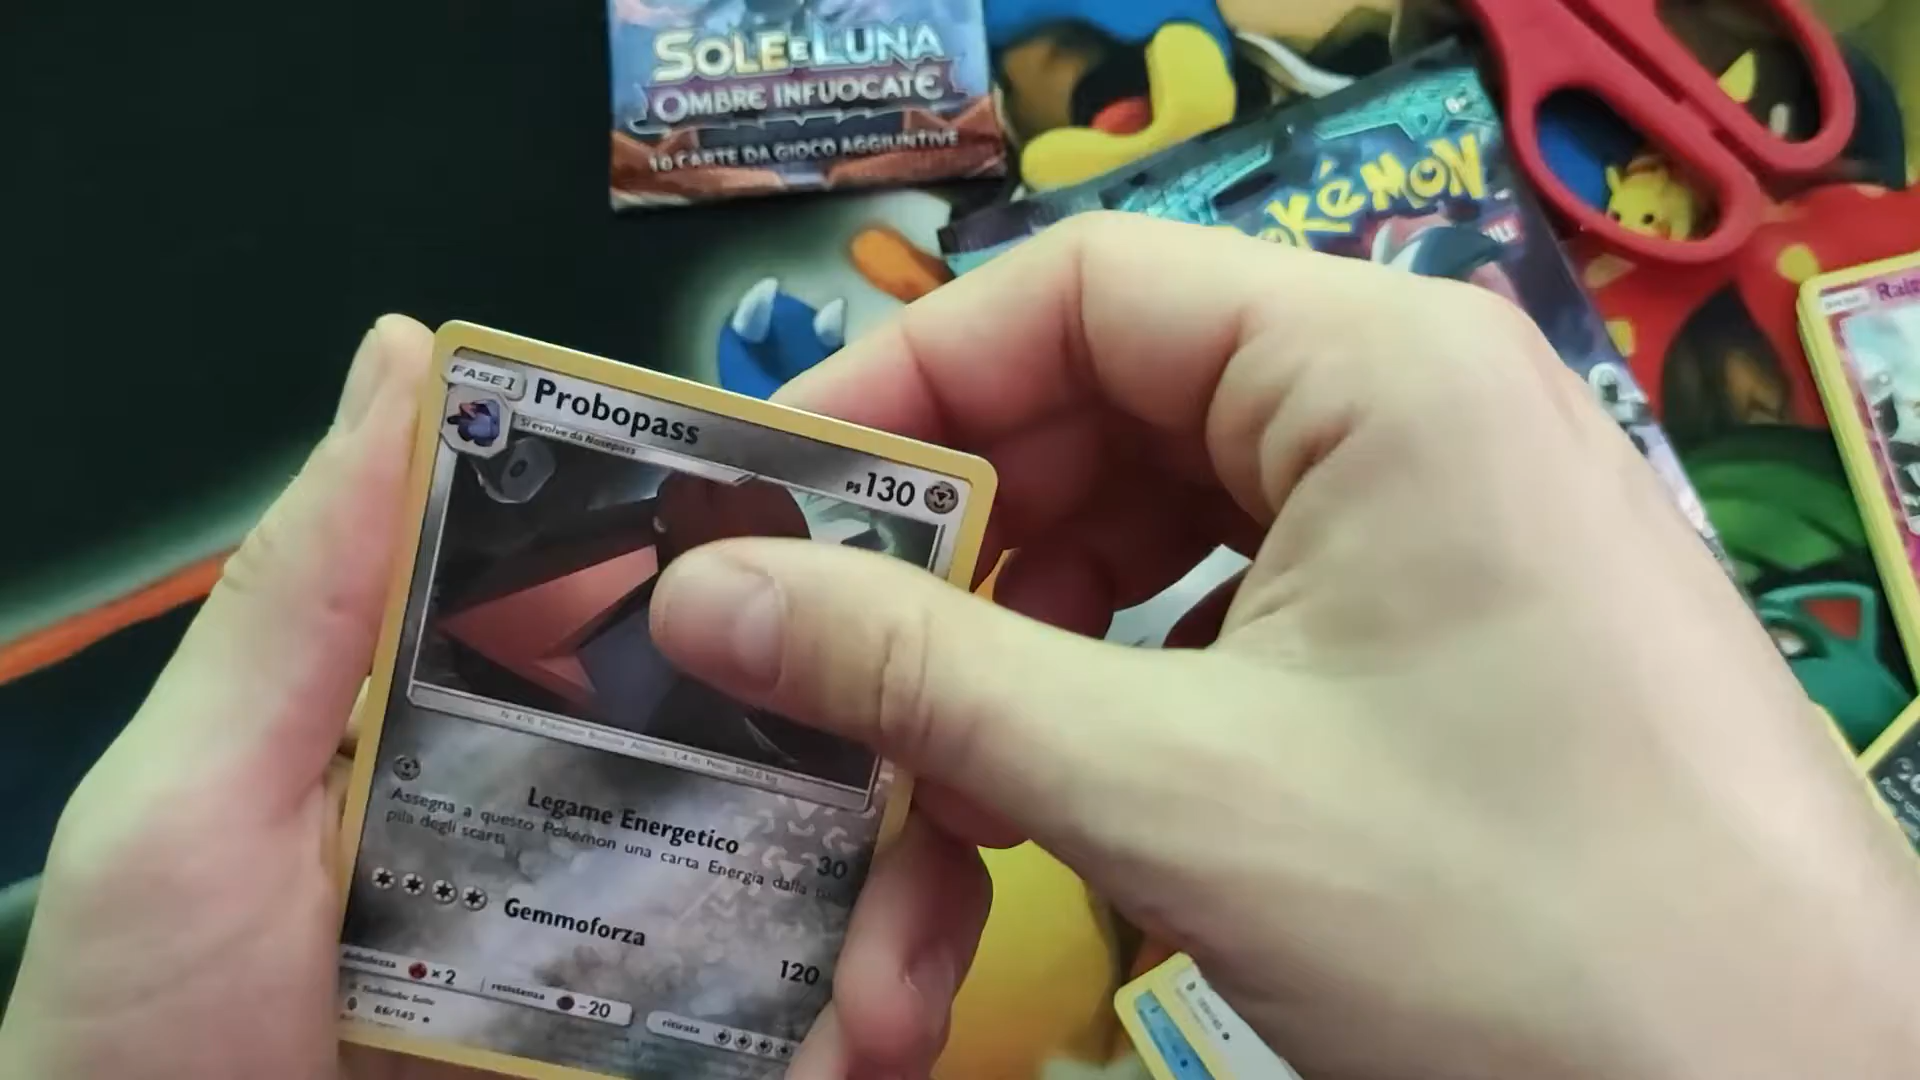 SOLE E LUNA
OMBRE INFUOCATE
10 CARTE DA GIOCO AGGIUNTIVE
POKéMON
FASE 1
Probopass
Si evolve da Nosepass
PS 130
Legame Energetico
30
Assegna a questo Pokémon una carta Energia dalla
pila degli scarti.
Gemmoforza
120
debolezza × 2
resistenza -20
ritirata
86/145